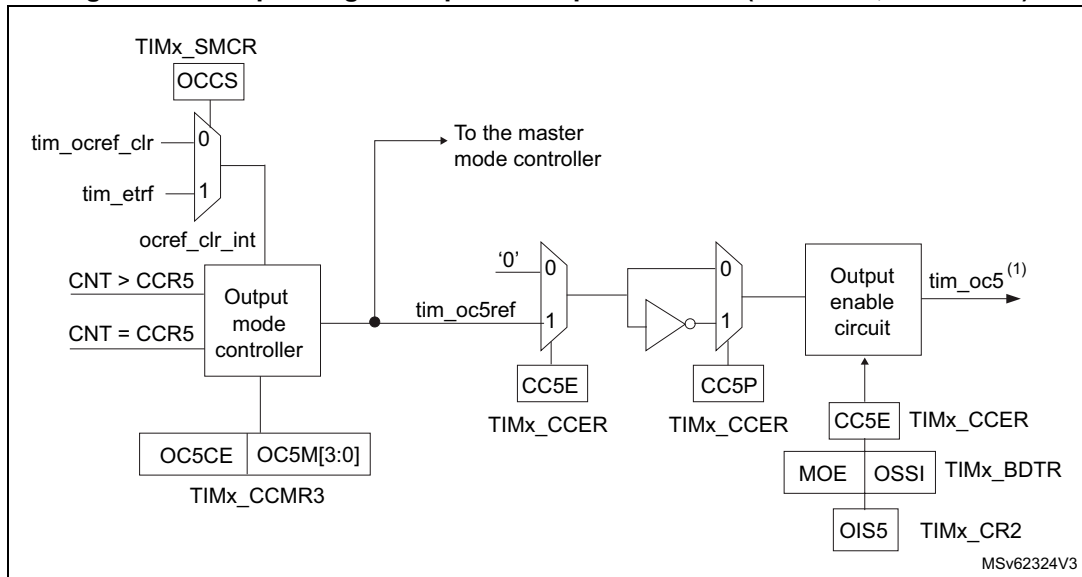 TIMx_SMCR
OCCS
tim_ocref_clr
0
tim_etrf
1
ocref_clr_int
To the master
mode controller
CNT > CCR5
CNT = CCR5
Output
mode
controller
OC5CE
OC5M[3:0]
TIMx_CCMR3
'0'
0
tim_oc5ref
1
CC5E
TIMx_CCER
0
1
CC5P
TIMx_CCER
Output
enable
circuit
tim_oc5 (1)
CC5E
TIMx_CCER
MOE
OSSI
TIMx_BDTR
OIS5
TIMx_CR2
MSv62324V3